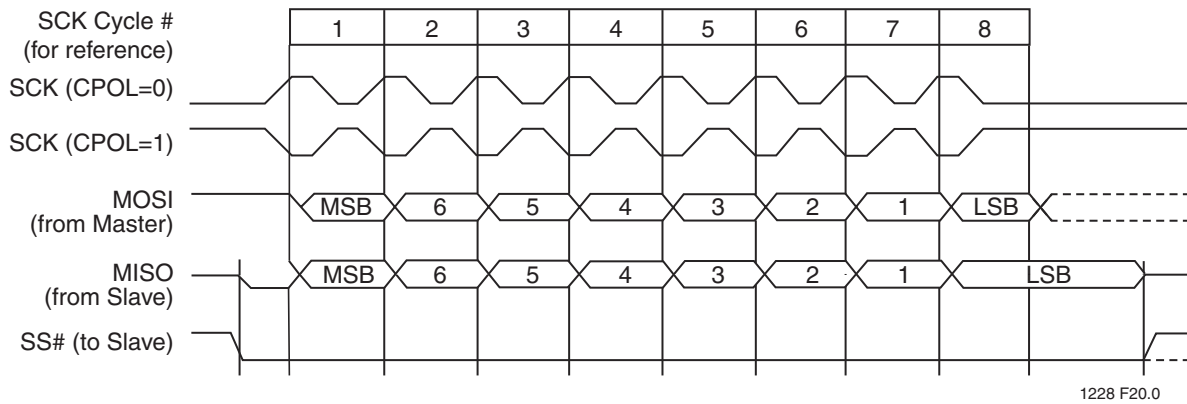 SCK Cycle # 1 2 3 4 5 6 7 8
(for reference)
SCK (CPOL=0)
SCK (CPOL=1)
MOSI MSB 6 5 4 3 2 1 LSB
(from Master)
MISO MSB 6 5 4 3 2 1 LSB
(from Slave)
SS# (to Slave)
1228 F20.0